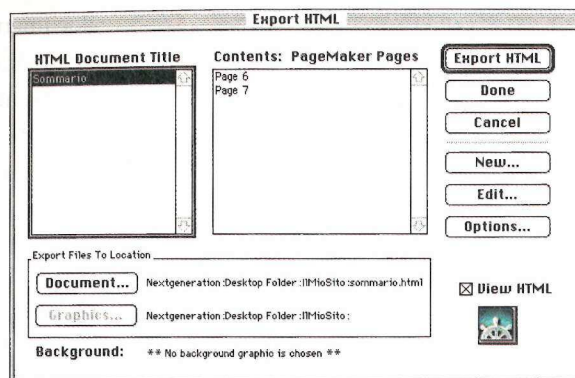 Export HTML
HTML Document Title
Sommario
Contents: PageMaker Pages
Page 6
Page 7
Export HTML
Done
Cancel
New...
Edit...
Options...
Export Files To Location
Document... Nextgeneration:Desktop Folder:IlMioSito:sommario.html
Graphics... Nextgeneration:Desktop Folder:IlMioSito:
View HTML
Background: ** No background graphic is chosen **